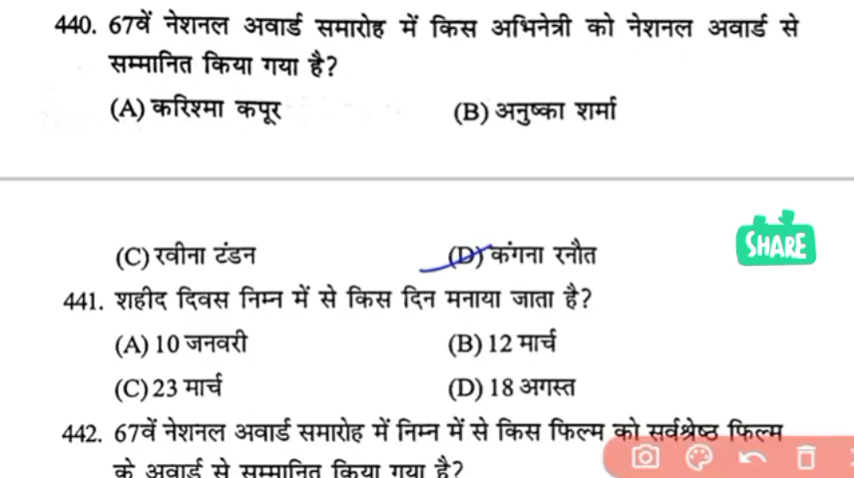 440. 67वें नेशनल अवार्ड समारोह में किस अभिनेत्री को नेशनल अवार्ड से
सम्मानित किया गया है?
(A) करिश्मा कपूर (B) अनुष्का शर्मा
(C) रवीना टंडन (D) कंगना रनौत
SHARE
441. शहीद दिवस निम्न में से किस दिन मनाया जाता है?
(A) 10 जनवरी (B) 12 मार्च
(C) 23 मार्च (D) 18 अगस्त
442. 67वें नेशनल अवार्ड समारोह में निम्न में से किस फिल्म को सर्वश्रेष्ठ फिल्म
के अवार्ड से सम्मानित किया गया है?